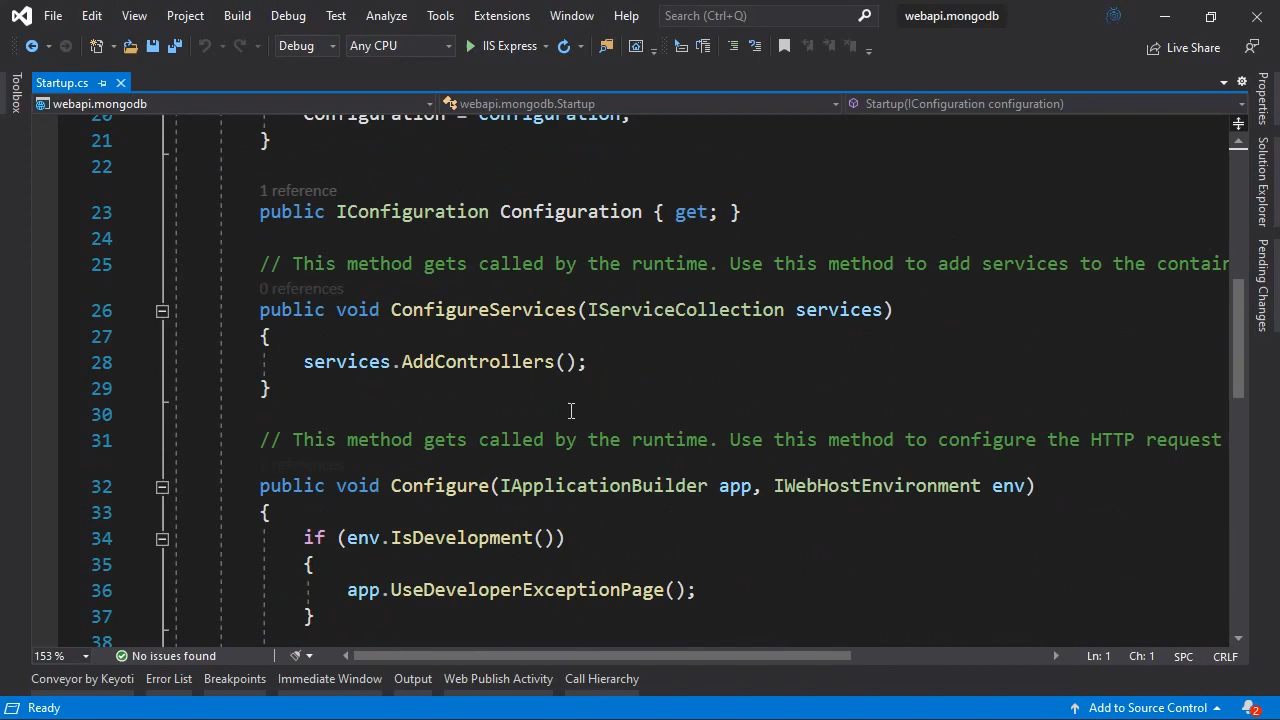 File Edit View Project Build Debug Test Analyze Tools Extensions Window Help Search (Ctrl+Q) webapi.mongodb
Debug Any CPU IIS Express Live Share
Startup.cs
webapi.mongodb webapi.mongodb.Startup Startup(IConfiguration configuration)
20 Configuration = configuration;
21 }
22
1 reference
23 public IConfiguration Configuration { get; }
24
25 // This method gets called by the runtime. Use this method to add services to the contain
0 references
26 public void ConfigureServices(IServiceCollection services)
27 {
28 services.AddControllers();
29 }
30
31 // This method gets called by the runtime. Use this method to configure the HTTP request
references
32 public void Configure(IApplicationBuilder app, IWebHostEnvironment env)
33 {
34 if (env.IsDevelopment())
35 {
36 app.UseDeveloperExceptionPage();
37 }
38
153 % No issues found Ln: 1 Ch: 1 SPC CRLF
Conveyor by Keyoti Error List Breakpoints Immediate Window Output Web Publish Activity Call Hierarchy
Ready Add to Source Control 2
Toolbox
Properties
Solution Explorer
Pending Changes